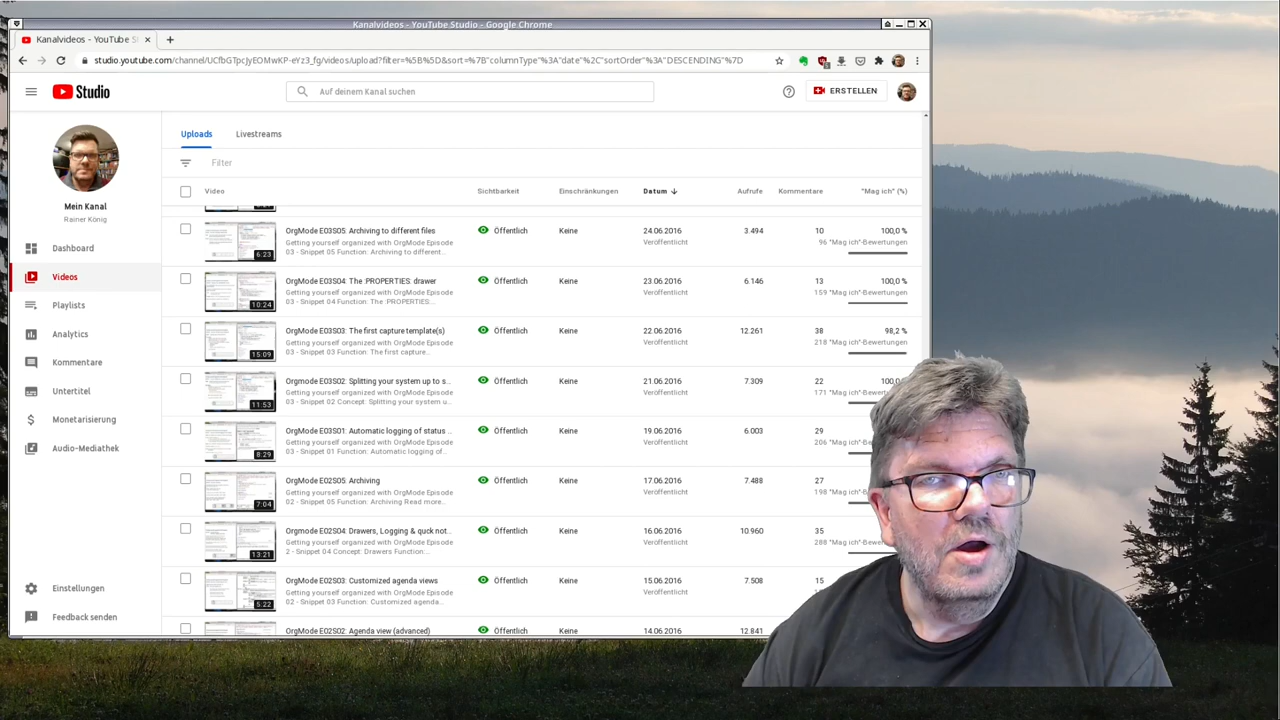 Kanalvideos - YouTube Studio - Google Chrome
Kanalvideos - YouTube S
studio.youtube.com/channel/UCfbGTpcJyEOMwKP-eYz3_fg/videos/upload?filter=%5B%5D&sort=%7B"columnType"%3A"date"%2C"sortOrder"%3A"DESCENDING"%7D
Studio
Auf deinem Kanal suchen
ERSTELLEN
Uploads Livestreams
Filter
Video Sichtbarkeit Einschränkungen Datum Aufrufe Kommentare "Mag ich" (%)
Mein Kanal
Rainer König
Dashboard
Videos
Playlists
Analytics
Kommentare
Untertitel
Monetarisierung
Audio-Mediathek
Einstellungen
Feedback senden
OrgMode E03S05: Archiving to different files Öffentlich Keine 24.06.2016 3.494 10 100,0 %
Getting yourself organized with OrgMode Episode Veröffentlicht 96 "Mag ich"-Bewertungen
03 - Snippet 05 Function: Archiving to different...
6:23
OrgMode E03S04: The :PROPERTIES: drawer Öffentlich Keine 23.06.2016 6.146 13 100,0 %
Getting yourself organized with OrgMode Episode Veröffentlicht 159 "Mag ich"-Bewertungen
03 - Snippet 04 Function: The :PROPERTIES:...
10:24
OrgMode E03S03: The first capture template(s) Öffentlich Keine 22.06.2016 12.261 38 98,2 %
Getting yourself organized with OrgMode Episode Veröffentlicht 218 "Mag ich"-Bewertungen
03 - Snippet 03 Function: The first capture...
15:09
OrgMode E03S02: Splitting your system up to s... Öffentlich Keine 21.06.2016 7.309 22 100,0
Getting yourself organized with OrgMode Episode Veröffentlicht 171 "Mag ich"-Bewertungen
03 - Snippet 02 Concept: Splitting your system u...
11:53
OrgMode E03S01: Automatic logging of status ... Öffentlich Keine 19.06.2016 6.003 29
Getting yourself organized with OrgMode Episode Veröffentlicht 206 "Mag
03 - Snippet 01 Function: Automatic logging of...
8:29
OrgMode E02S05: Archiving Öffentlich Keine 17.06.2016 7.488 27
Getting yourself organized with OrgMode Episode Veröffentlicht 198 "Mag
02 - Snippet 05 Function: Archiving Read more...
7:04
Orgmode E02S04: Drawers, Logging & quck not... Öffentlich Keine 16.06.2016 10.960 35
Getting yourself organized with OrgMode Episode Veröffentlicht 288 "Mag ich
2 - Snippet 04 Concept: Drawers Function:...
13:21
OrgMode E02S03: Customized agenda views Öffentlich Keine 15.06.2016 7.508 15
Getting yourself organized with OrgMode Episode Veröffentlicht
02 - Snippet 03 Function: Customized agenda...
5:22
OrgMode E02S02: Agenda view (advanced) Öffentlich Keine 14.06.2016 12.841